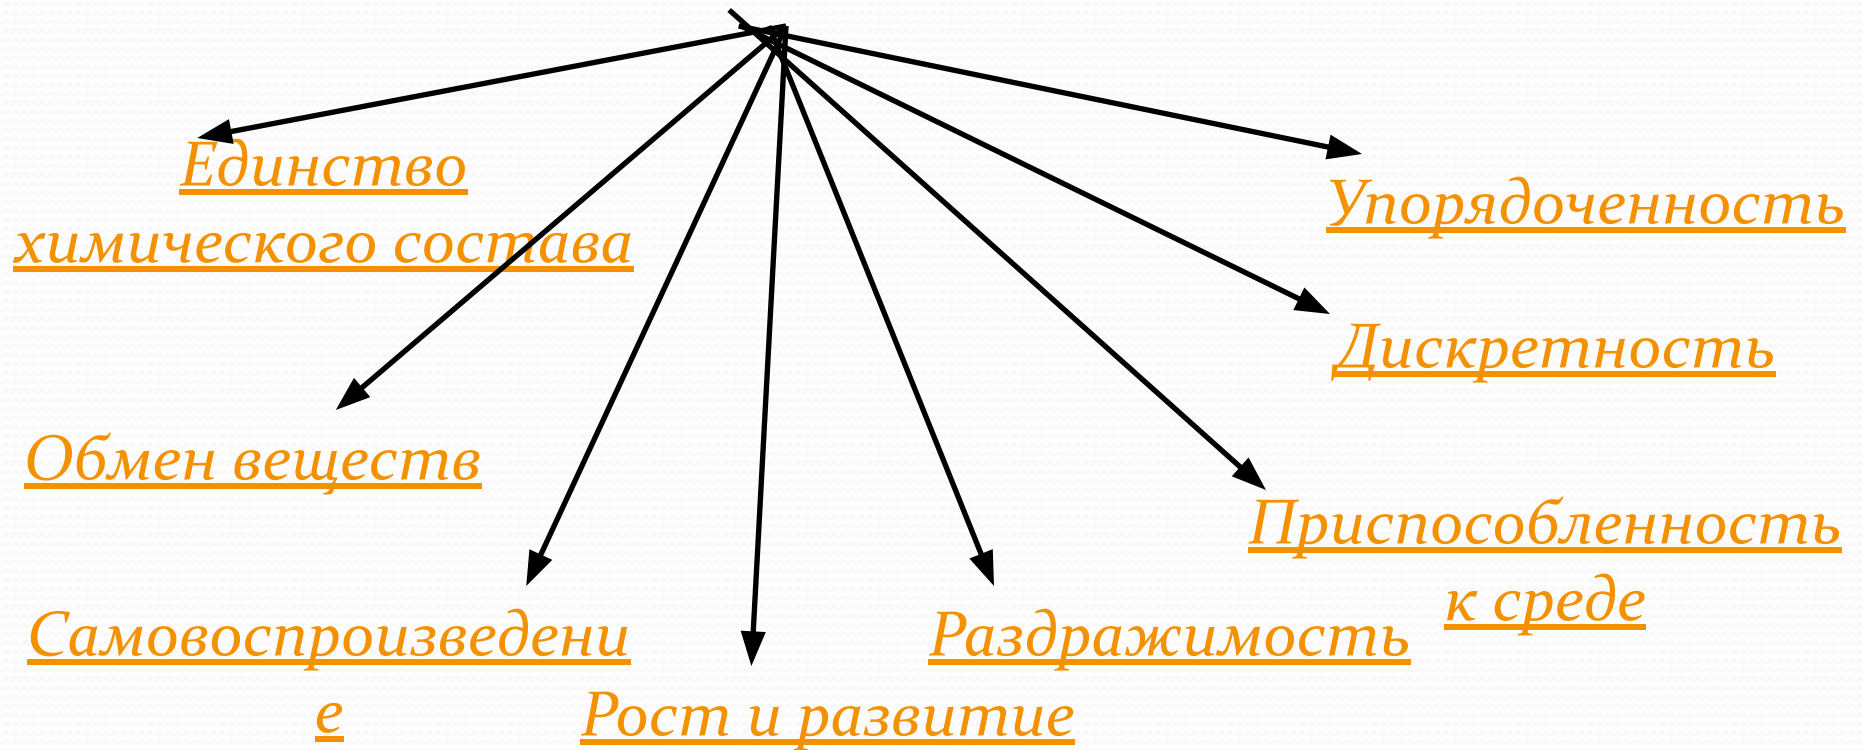 Единство
химического состава
Упорядоченность
Дискретность
Обмен веществ
Приспособленность
к среде
Самовоспроизведени
е
Раздражимость
Рост и развитие